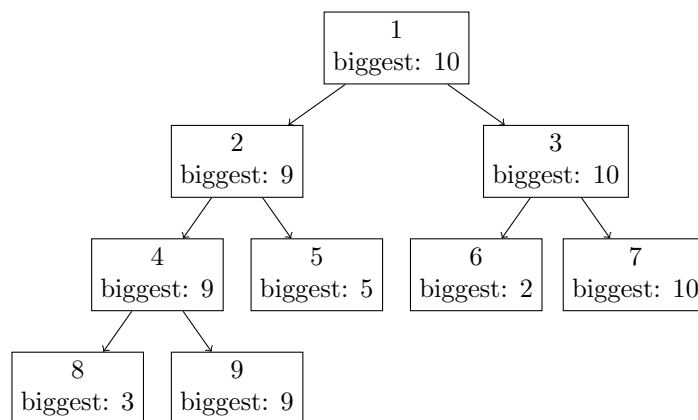 1
biggest: 10
2
biggest: 9
3
biggest: 10
4
biggest: 9
5
biggest: 5
6
biggest: 2
7
biggest: 10
8
biggest: 3
9
biggest: 9